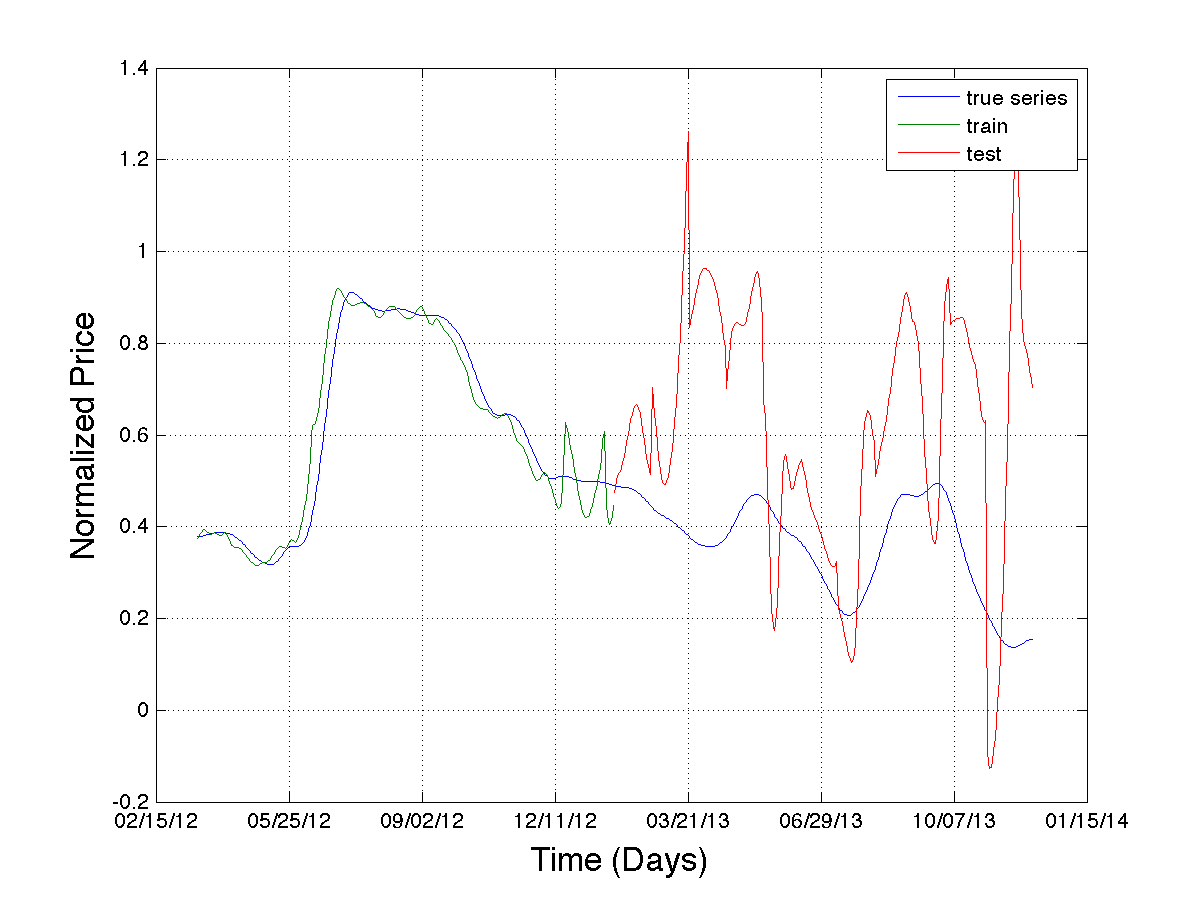 1.4
true series
train
test
1.2
1
0.8
0.6
0.4
0.2
0
-0.2
Normalized Price
02/15/12 05/25/12 09/02/12 12/11/12 03/21/13 06/29/13 10/07/13 01/15/14
Time (Days)